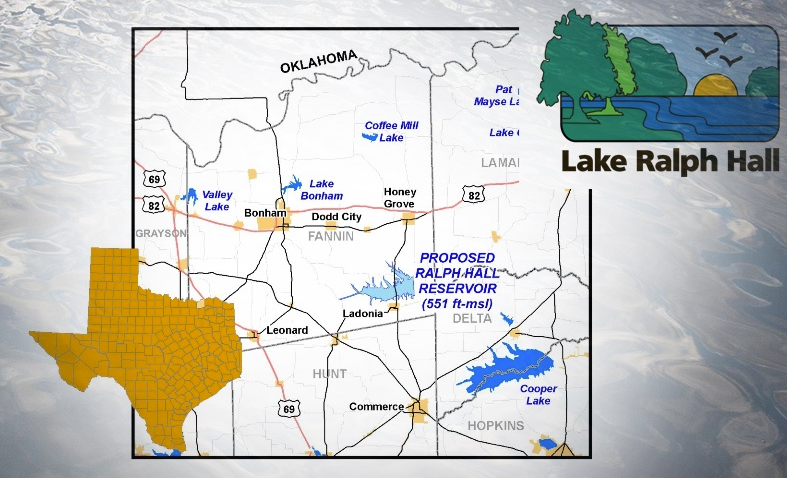 OKLAHOMA
Pat
Mayse
Coffee Mill
Lake
Lake
LAMAR
69
82
Valley
Lake
Lake
Bonham
Honey
Grove
82
Bonham
Dodd City
GRAYSON
FANNIN
PROPOSED
RALPH HALL
RESERVOIR
(551 ft-msl)
Ladonia
DELTA
Leonard
HUNT
Cooper
Lake
69
Commerce
HOPKINS
Lake Ralph Hall